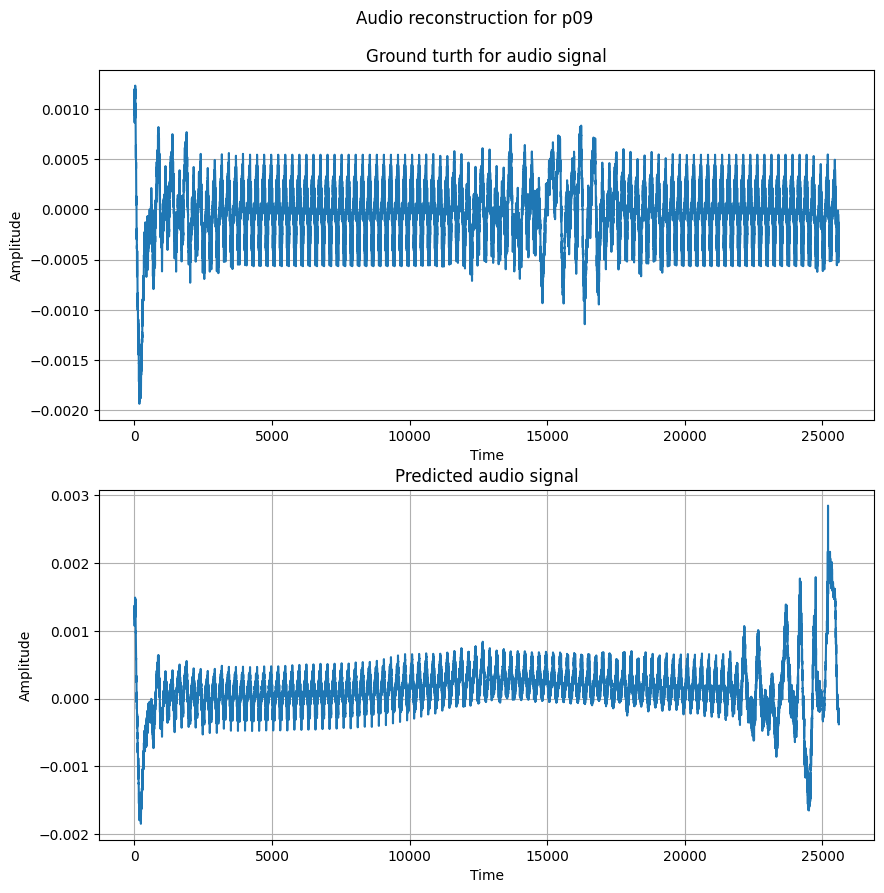 Audio reconstruction for p09
Ground turth for audio signal
Amplitude
0.0010
0.0005
0.0000
−0.0005
−0.0010
−0.0015
−0.0020
0 5000 10000 15000 20000 25000
Time
Predicted audio signal
Amplitude
0.003
0.002
0.001
0.000
−0.001
−0.002
0 5000 10000 15000 20000 25000
Time